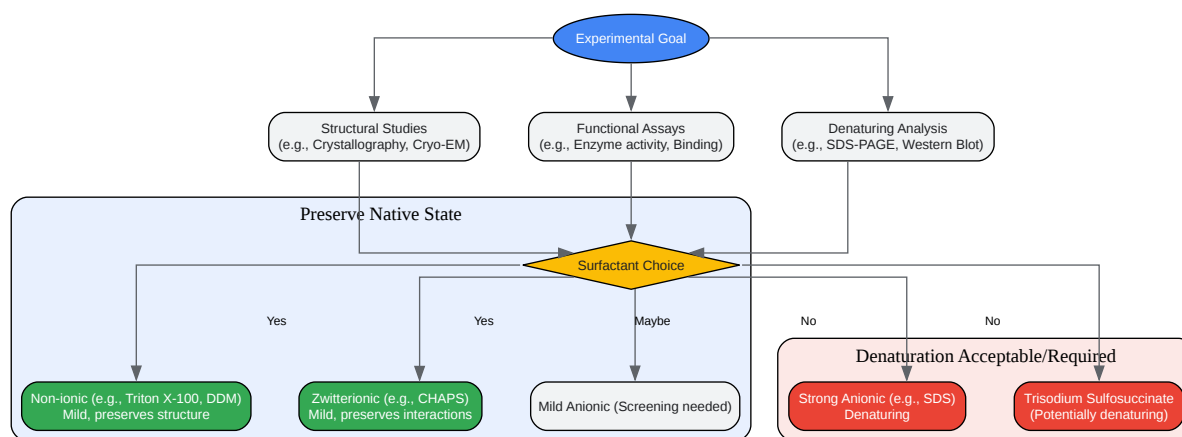 Experimental Goal
Structural Studies
(e.g., Crystallography, Cryo-EM)
Functional Assays
(e.g., Enzyme activity, Binding)
Denaturing Analysis
(e.g., SDS-PAGE, Western Blot)
Preserve Native State
Surfactant Choice
Yes
Yes
Maybe
No
No
Denaturation Acceptable/Required
Non-ionic (e.g., Triton X-100, DDM)
Mild, preserves structure
Zwitterionic (e.g., CHAPS)
Mild, preserves interactions
Mild Anionic (Screening needed)
Strong Anionic (e.g., SDS)
Denaturing
Trisodium Sulfosuccinate
(Potentially denaturing)